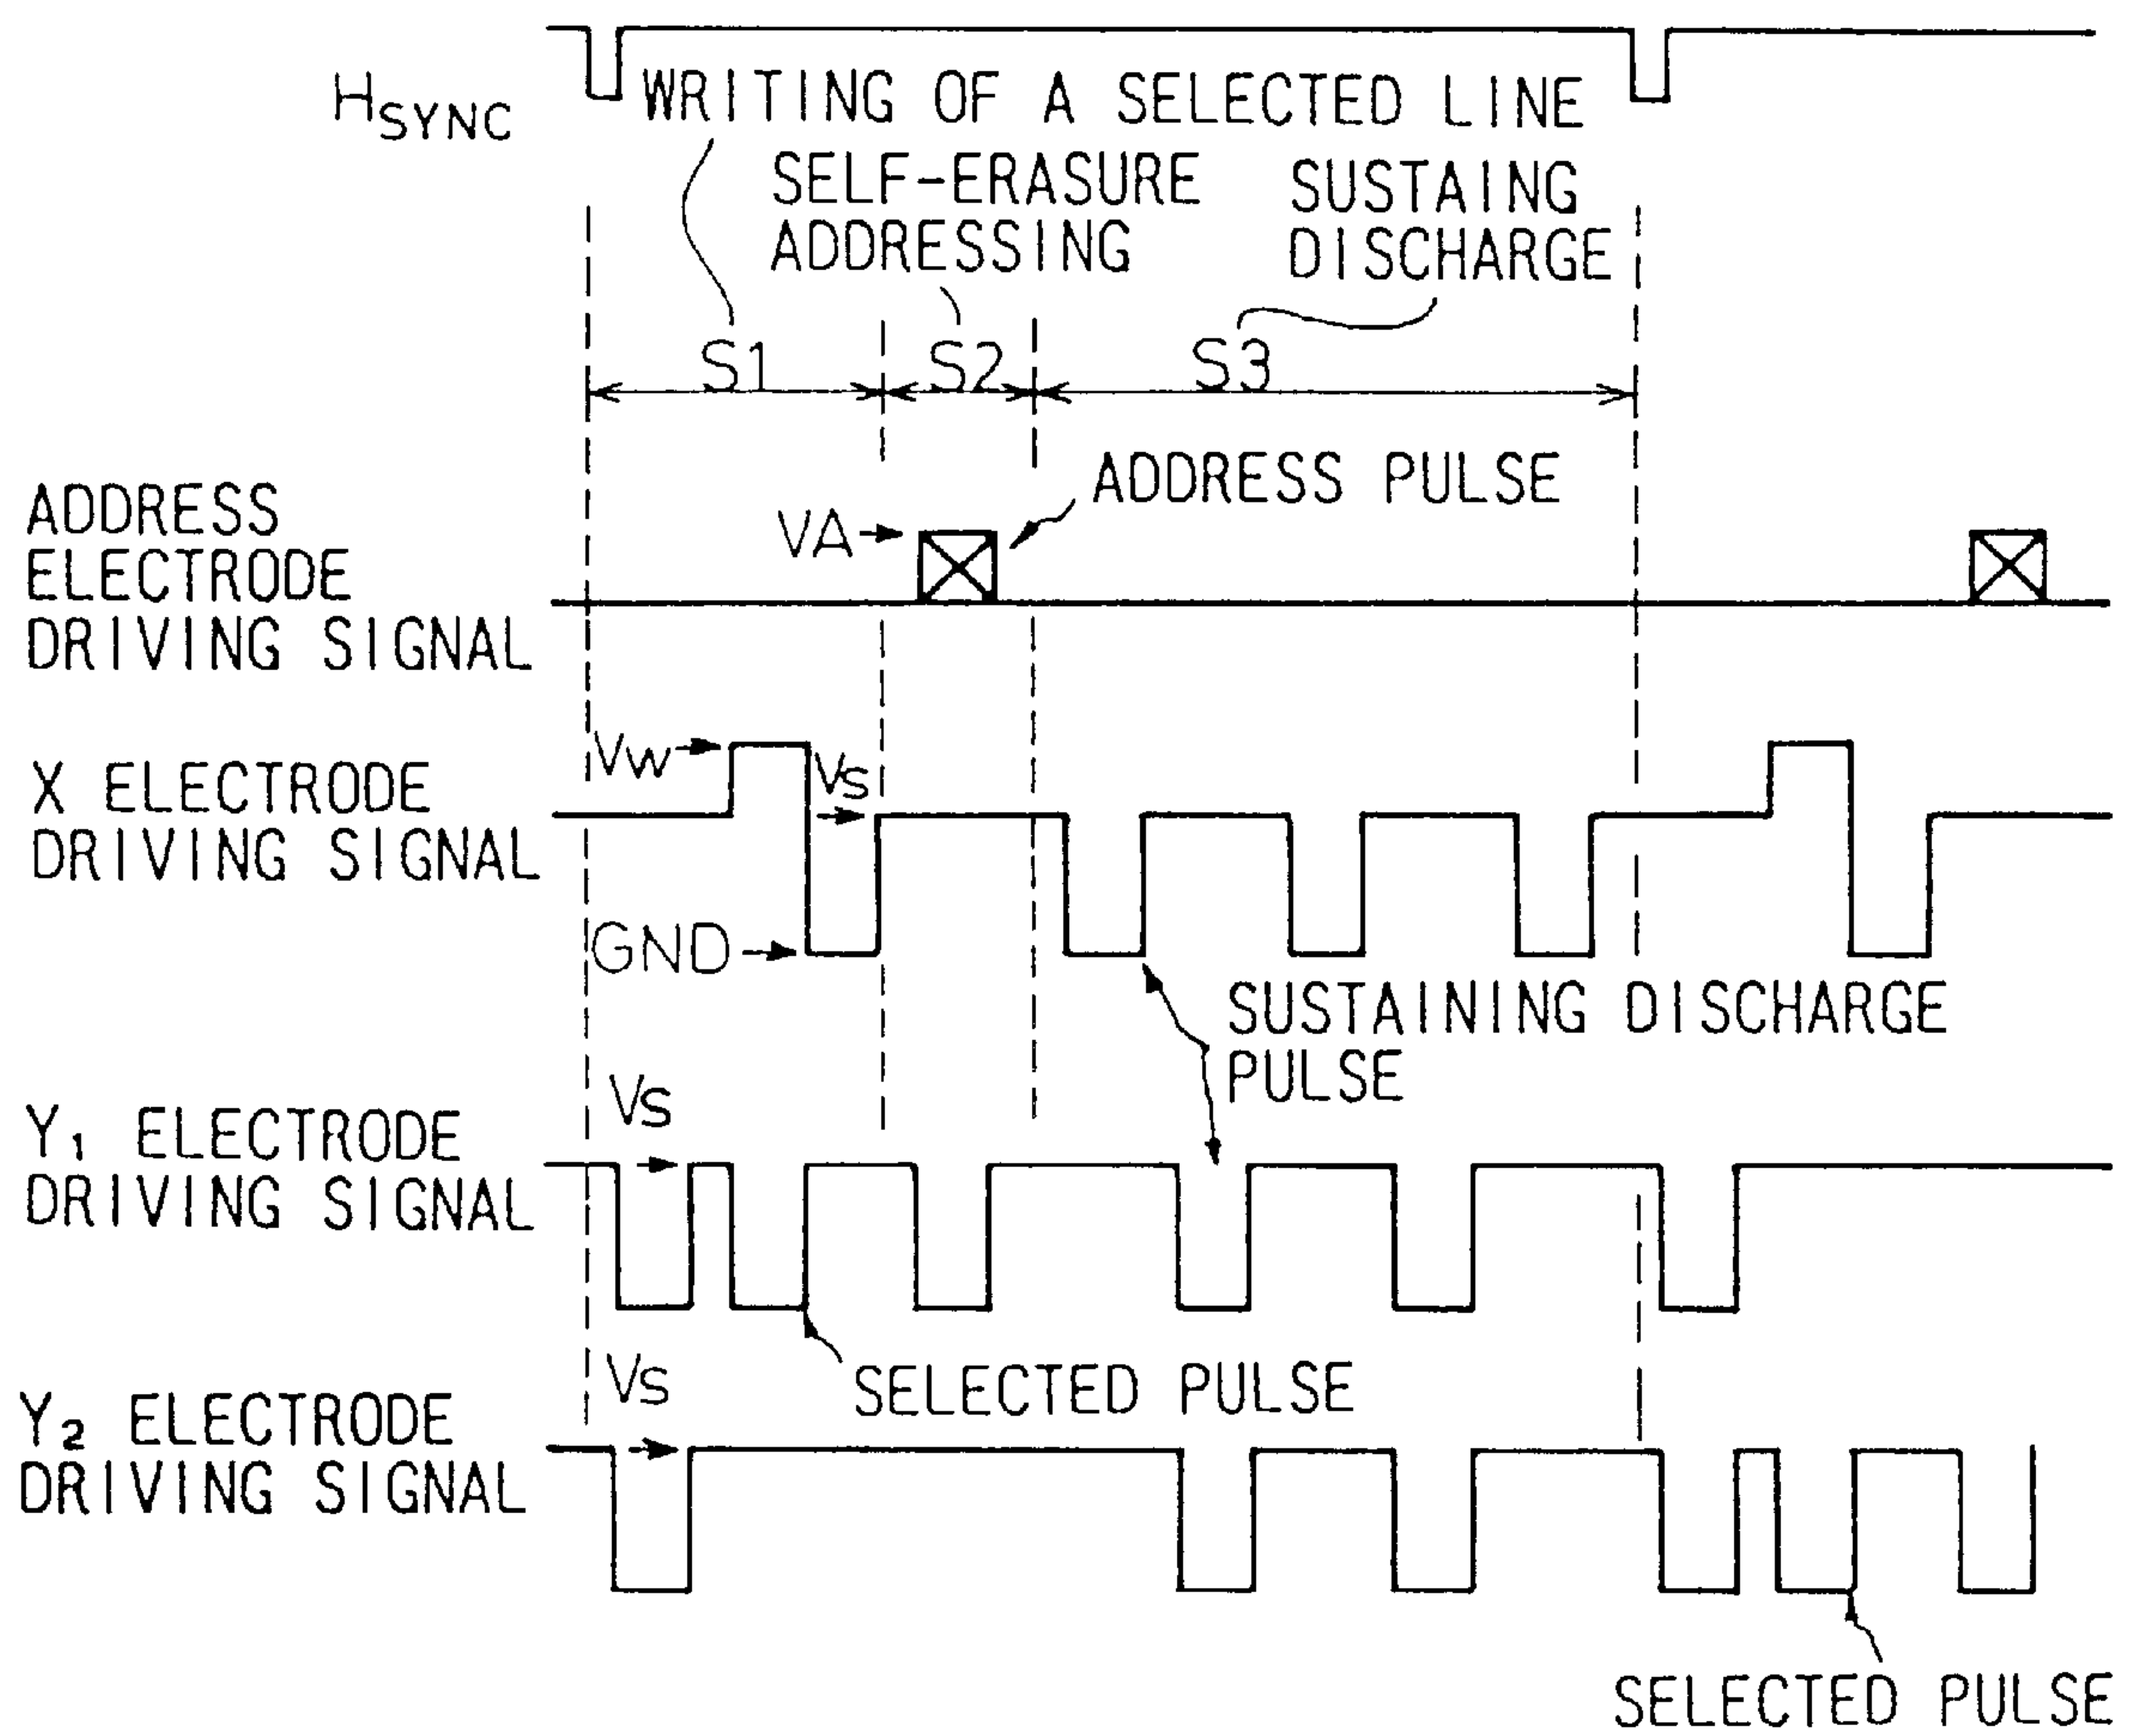 HSYNC
WRITING OF A SELECTED LINE
SELF-ERASURE
ADDRESSING
SUSTAING
DISCHARGE
S1
S2
S3
ADDRESS
ELECTRODE
DRIVING SIGNAL
VA
ADDRESS PULSE
X ELECTRODE
DRIVING SIGNAL
VW
VS
GND
SUSTAINING DISCHARGE
PULSE
Y1 ELECTRODE
DRIVING SIGNAL
VS
SELECTED PULSE
Y2 ELECTRODE
DRIVING SIGNAL
VS
SELECTED PULSE